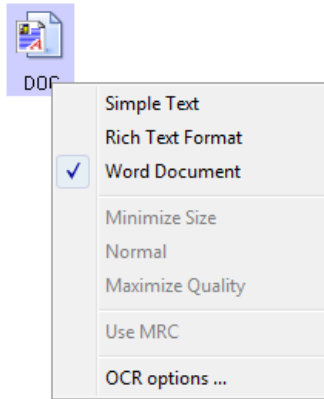 DOC
Simple Text
Rich Text Format
Word Document
Minimize Size
Normal
Maximize Quality
Use MRC
OCR options ...